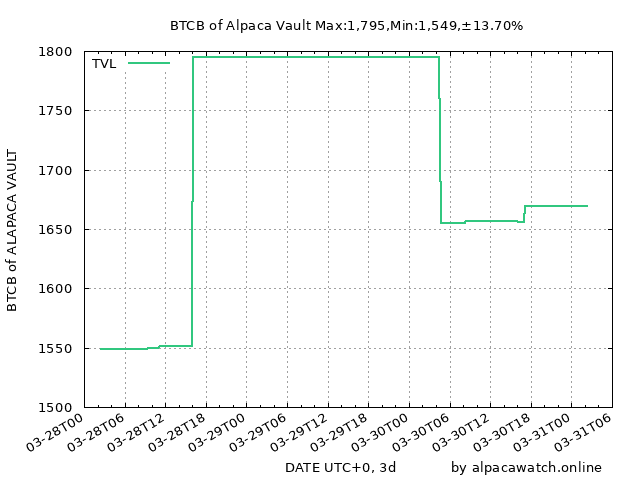 BTCB of Alpaca Vault Max:1,795,Min:1,549,±13.70%
TVL
BTCB of ALAPACA VAULT
1800
1750
1700
1650
1600
1550
1500
03-28T00
03-28T06
03-28T12
03-28T18
03-29T00
03-29T06
03-29T12
03-29T18
03-30T00
03-30T06
03-30T12
03-30T18
03-31T00
03-31T06
DATE UTC+0, 3d
by alpacawatch.online